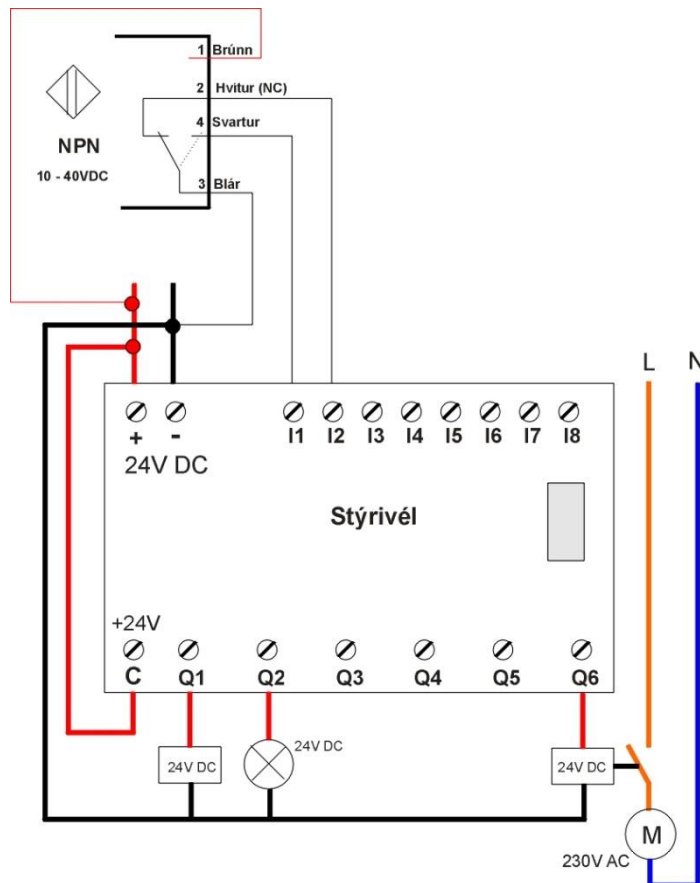 1 Brúnn
2 Hvitur (NC)
4 Svartur
NPN
10 - 40VDC
3 Blár
L N
+ - I1 I2 I3 I4 I5 I6 I7 I8
24V DC
Stýrivél
+24V
C Q1 Q2 Q3 Q4 Q5 Q6
24V DC
24V DC
24V DC
M
230V AC